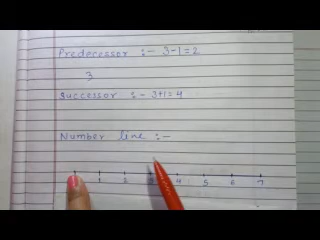 Predecessor :- 3-1=2
3
Successor :- 3+1=4
Number line :-
1 2 3 4 5 6 7